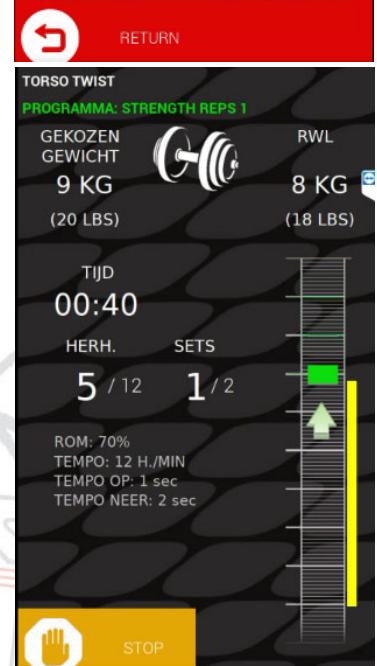 RETURN
TORSO TWIST
PROGRAMMA: STRENGTH REPS 1
GEKOZEN
GEWICHT
RWL
9 KG
8 KG
(20 LBS)
(18 LBS)
TIJD
00:40
HERH.
SETS
5 / 12
1 / 2
ROM: 70%
TEMPO: 12 H./MIN
TEMPO OP: 1 sec
TEMPO NEER: 2 sec
STOP